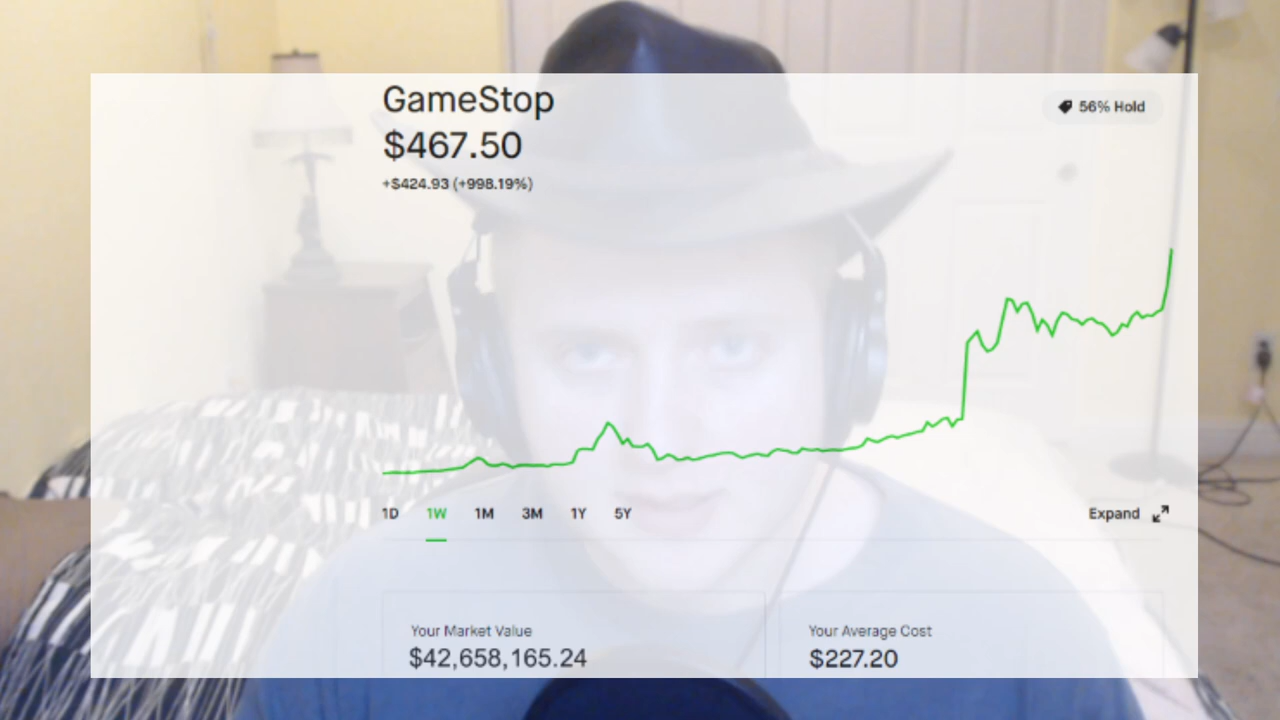 GameStop
56% Hold
$467.50
+$424.93 (+998.19%)
1D 1W 1M 3M 1Y 5Y
Expand
Your Market Value
Your Average Cost
$42,658,165.24
$227.20